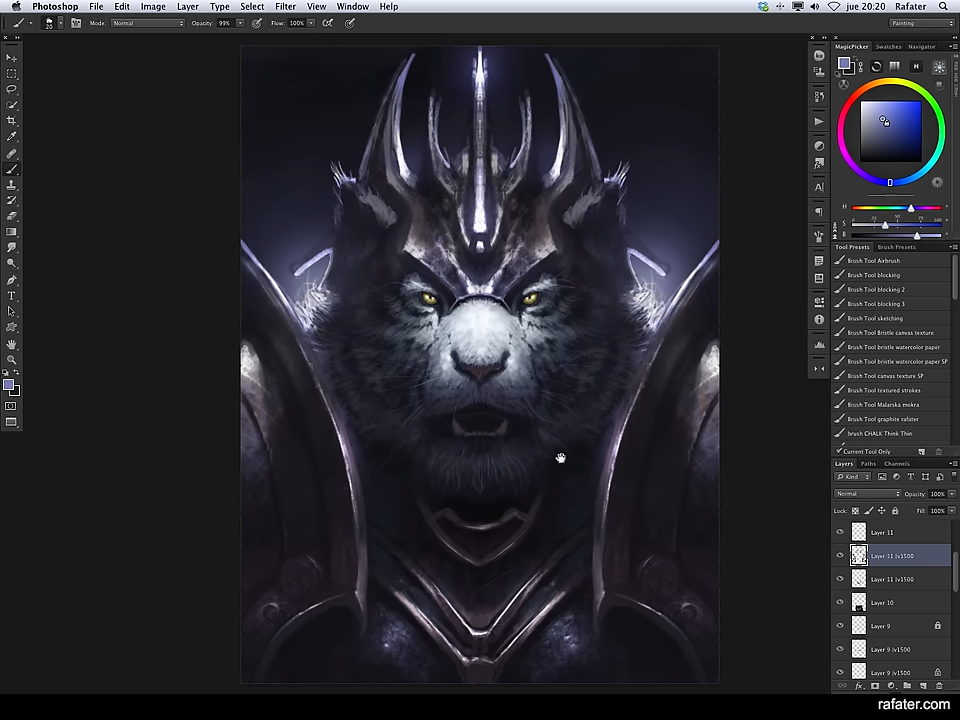 Photoshop File Edit Image Layer Type Select Filter View Window Help jue 20:20 Rafater
20 Mode: Normal Opacity: 99% Flow: 100% Painting
MagicPicker Swatches Navigator
H
S
B
Tool Presets Brush Presets
Brush Tool Airbrush
Brush Tool blocking
Brush Tool blocking 2
Brush Tool blocking 3
Brush Tool sketching
Brush Tool Bristle canvas texture
Brush Tool bristle watercolor paper
Brush Tool bristle watercolor paper SP
Brush Tool canvas texture SP
Brush Tool textured strokes
Brush Tool Malarska mokra
Brush Tool graphite rafater
brush CHALK Think Thin
Current Tool Only
Layers Paths Channels
Kind
Normal Opacity: 100%
Lock: Fill: 100%
Layer 11
Layer 11 |v1500
Layer 11 |v1500
Layer 10
Layer 9
Layer 9 |v1500
Layer 9 |v1500
rafater.com